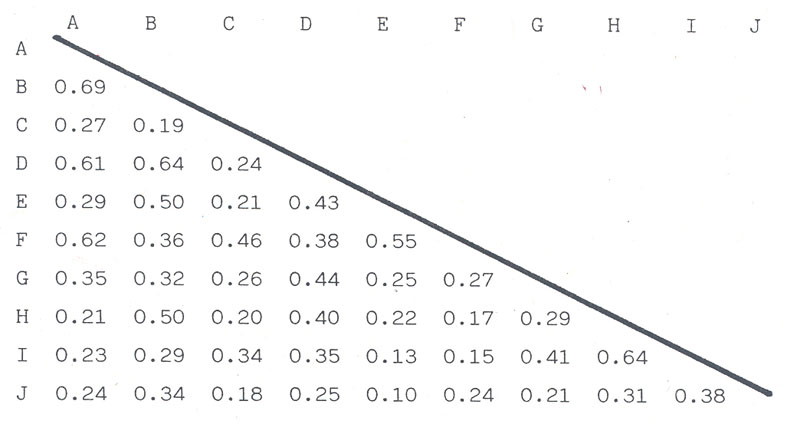 A B C D E F G H I J
A
B 0.69
C 0.27 0.19
D 0.61 0.64 0.24
E 0.29 0.50 0.21 0.43
F 0.62 0.36 0.46 0.38 0.55
G 0.35 0.32 0.26 0.44 0.25 0.27
H 0.21 0.50 0.20 0.40 0.22 0.17 0.29
I 0.23 0.29 0.34 0.35 0.13 0.15 0.41 0.64
J 0.24 0.34 0.18 0.25 0.10 0.24 0.21 0.31 0.38